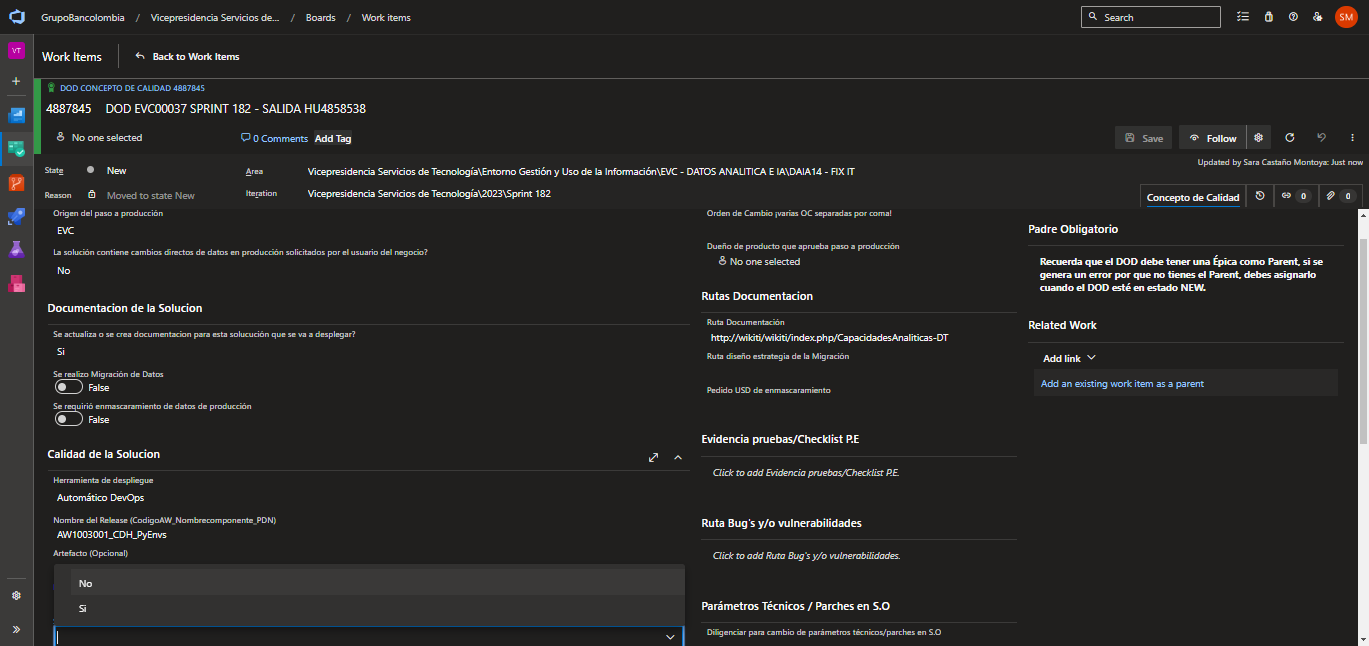 GrupoBancolombia / Vicepresidencia Servicios de... / Boards / Work items
Search
SM
VT
Work Items
Back to Work Items
DOD CONCEPTO DE CALIDAD 4887845
4887845 DOD EVC00037 SPRINT 182 - SALIDA HU4858538
No one selected
0 Comments
Add Tag
Save
Follow
Updated by Sara Castaño Montoya: Just now
State
New
Area
Vicepresidencia Servicios de Tecnología\Entorno Gestión y Uso de la Información\EVC - DATOS ANALITICA E IA\DAIA14 - FIX IT
Reason
Moved to state New
Iteration
Vicepresidencia Servicios de Tecnología\2023\Sprint 182
Concepto de Calidad
0
0
Origen del paso a producción
EVC
La solución contiene cambios directos de datos en producción solicitados por el usuario del negocio?
No
Documentacion de la Solucion
Se actualiza o se crea documentacion para esta solucución que se va a desplegar?
Si
Se realizo Migración de Datos
False
Se requirió enmascaramiento de datos de producción
False
Calidad de la Solucion
Herramienta de despliegue
Automático DevOps
Nombre del Release (CodigoAW_Nombrecomponente_PDN)
AW1003001_CDH_PyEnvs
Artefacto (Opcional)
No
Si
Orden de Cambio ¡varias OC separadas por coma!
Dueño de producto que aprueba paso a producción
No one selected
Rutas Documentacion
Ruta Documentación
http://wikiti/wikiti/index.php/CapacidadesAnaliticas-DT
Ruta diseño estrategia de la Migración
Pedido USD de enmascaramiento
Evidencia pruebas/Checklist P.E
Click to add Evidencia pruebas/Checklist P.E.
Ruta Bug's y/o vulnerabilidades
Click to add Ruta Bug's y/o vulnerabilidades.
Parámetros Técnicos / Parches en S.O
Diligenciar para cambio de parámetros técnicos/parches en S.O
Padre Obligatorio
Recuerda que el DOD debe tener una Épica como Parent, si se
genera un error por que no tienes el Parent, debes asignarlo
cuando el DOD esté en estado NEW.
Related Work
Add link
Add an existing work item as a parent